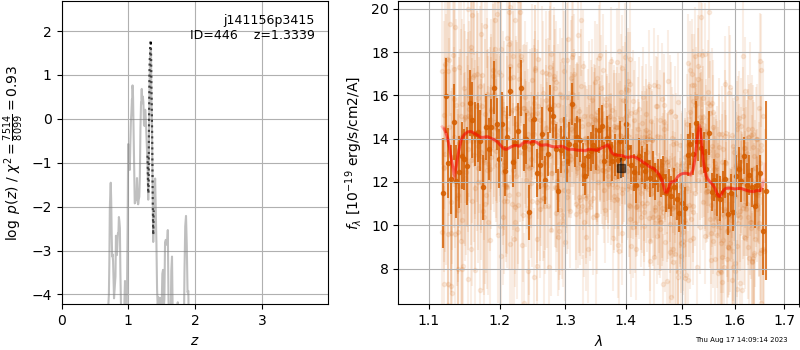 j141156p3415
ID=446 z=1.3339
log p(z) / χ² = 7514/8099 = 0.93
2
1
0
−1
−2
−3
−4
0 1 2 3
z
fλ [10⁻¹⁹ erg/s/cm2/A]
20
18
16
14
12
10
8
1.1 1.2 1.3 1.4 1.5 1.6 1.7
λ
Thu Aug 17 14:09:14 2023